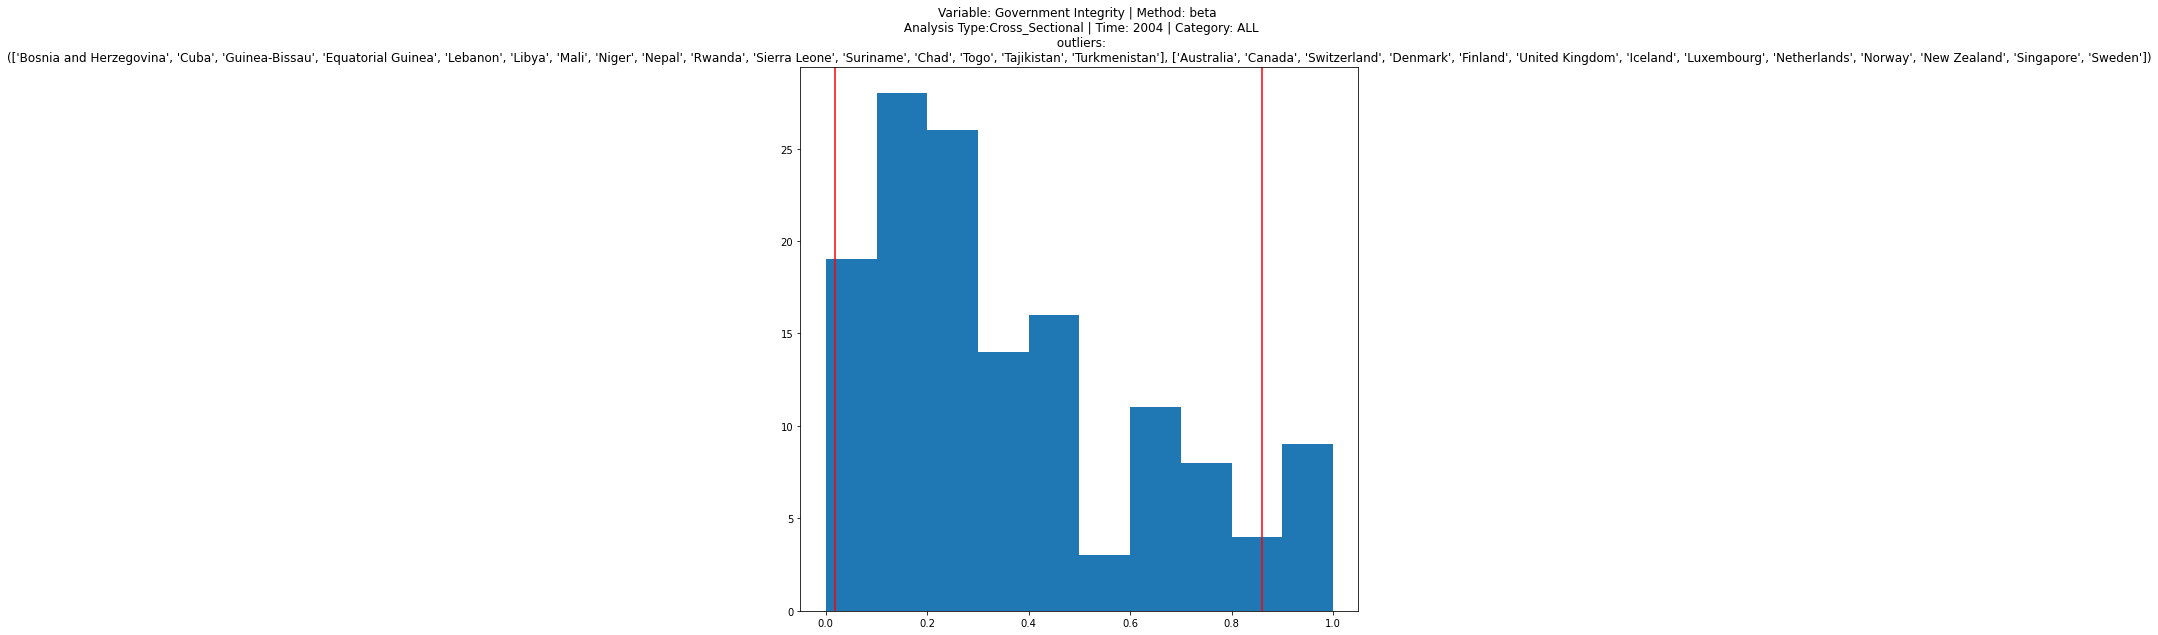 Variable: Government Integrity | Method: beta
Analysis Type:Cross_Sectional | Time: 2004 | Category: ALL
outliers:
(['Bosnia and Herzegovina', 'Cuba', 'Guinea-Bissau', 'Equatorial Guinea', 'Lebanon', 'Libya', 'Mali', 'Niger', 'Nepal', 'Rwanda', 'Sierra Leone', 'Suriname', 'Chad', 'Togo', 'Tajikistan', 'Turkmenistan'], ['Australia', 'Canada', 'Switzerland', 'Denmark', 'Finland', 'United Kingdom', 'Iceland', 'Luxembourg', 'Netherlands', 'Norway', 'New Zealand', 'Singapore', 'Sweden'])
25
20
15
10
5
0
0.0 0.2 0.4 0.6 0.8 1.0